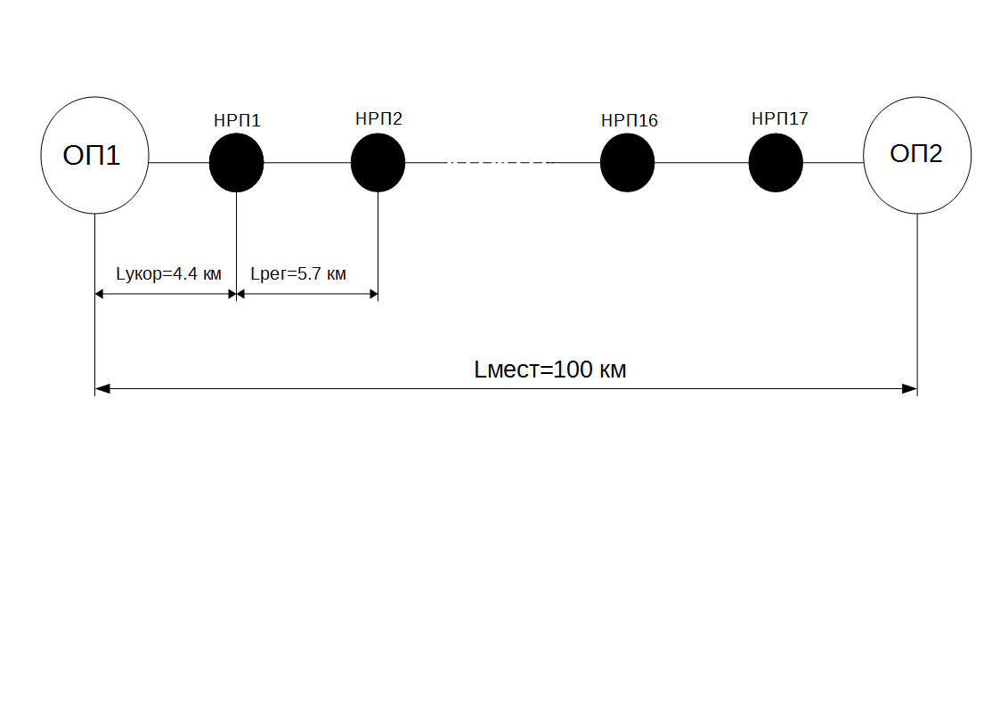 НРП1
НРП2
НРП16
НРП17
ОП1
ОП2
Lукор=4.4 км
Lрег=5.7 км
Lмест=100 км